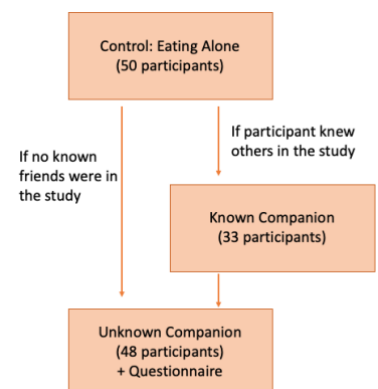 Control: Eating Alone
(50 participants)
If no known
friends were in
the study
If participant knew
others in the study
Known Companion
(33 participants)
Unknown Companion
(48 participants)
+ Questionnaire